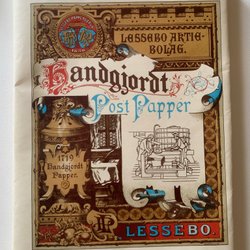 LESSEBO AKTIE-
BOLAG.
Handgjordt
Post Papper
1719
Handgjordt
Papper.
LESSEBO.